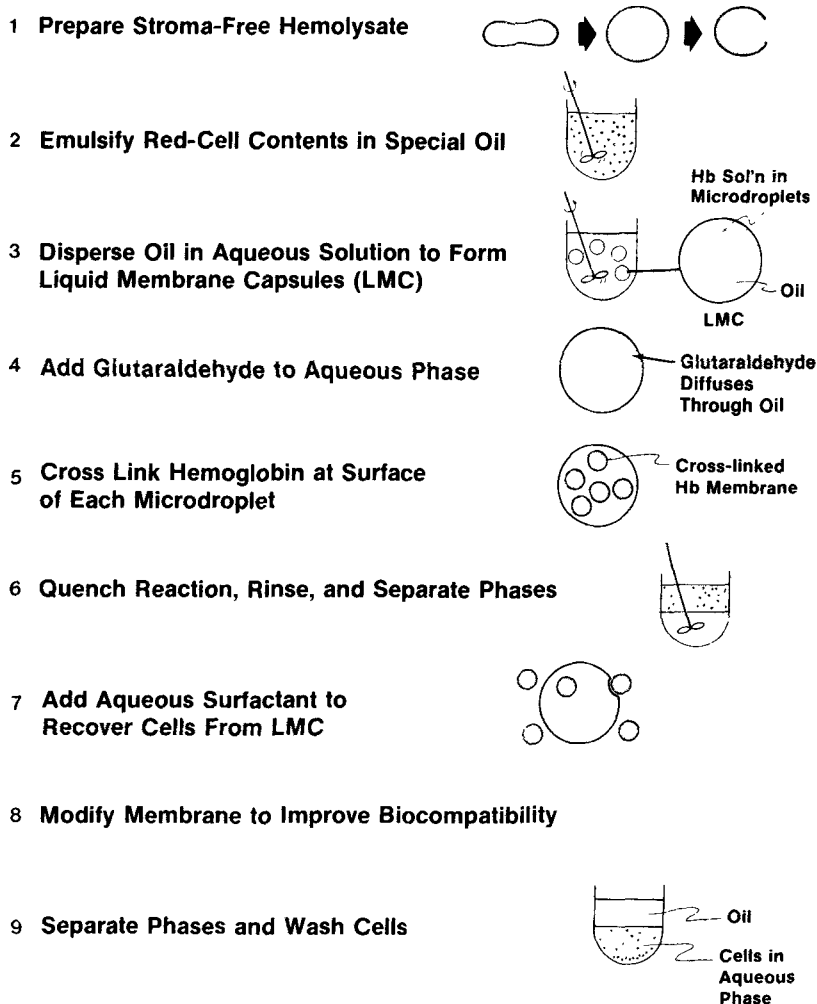 1 Prepare Stroma-Free Hemolysate
2 Emulsify Red-Cell Contents in Special Oil
Hb Sol'n in
Microdroplets
3 Disperse Oil in Aqueous Solution to Form
Liquid Membrane Capsules (LMC)
Oil
LMC
4 Add Glutaraldehyde to Aqueous Phase
Glutaraldehyde
Diffuses
Through Oil
5 Cross Link Hemoglobin at Surface
of Each Microdroplet
Cross-linked
Hb Membrane
6 Quench Reaction, Rinse, and Separate Phases
7 Add Aqueous Surfactant to
Recover Cells From LMC
8 Modify Membrane to Improve Biocompatibility
9 Separate Phases and Wash Cells
Oil
Cells in
Aqueous
Phase